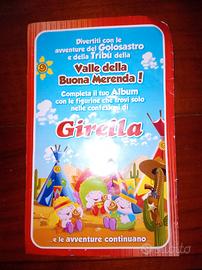 Divertiti con le
avventure del Golosastro
e della Tribù della
Valle della
Buona Merenda !
Completa il tuo Album
con le figurine che trovi solo
nelle confezioni di
Girella
...e le avventure continuano